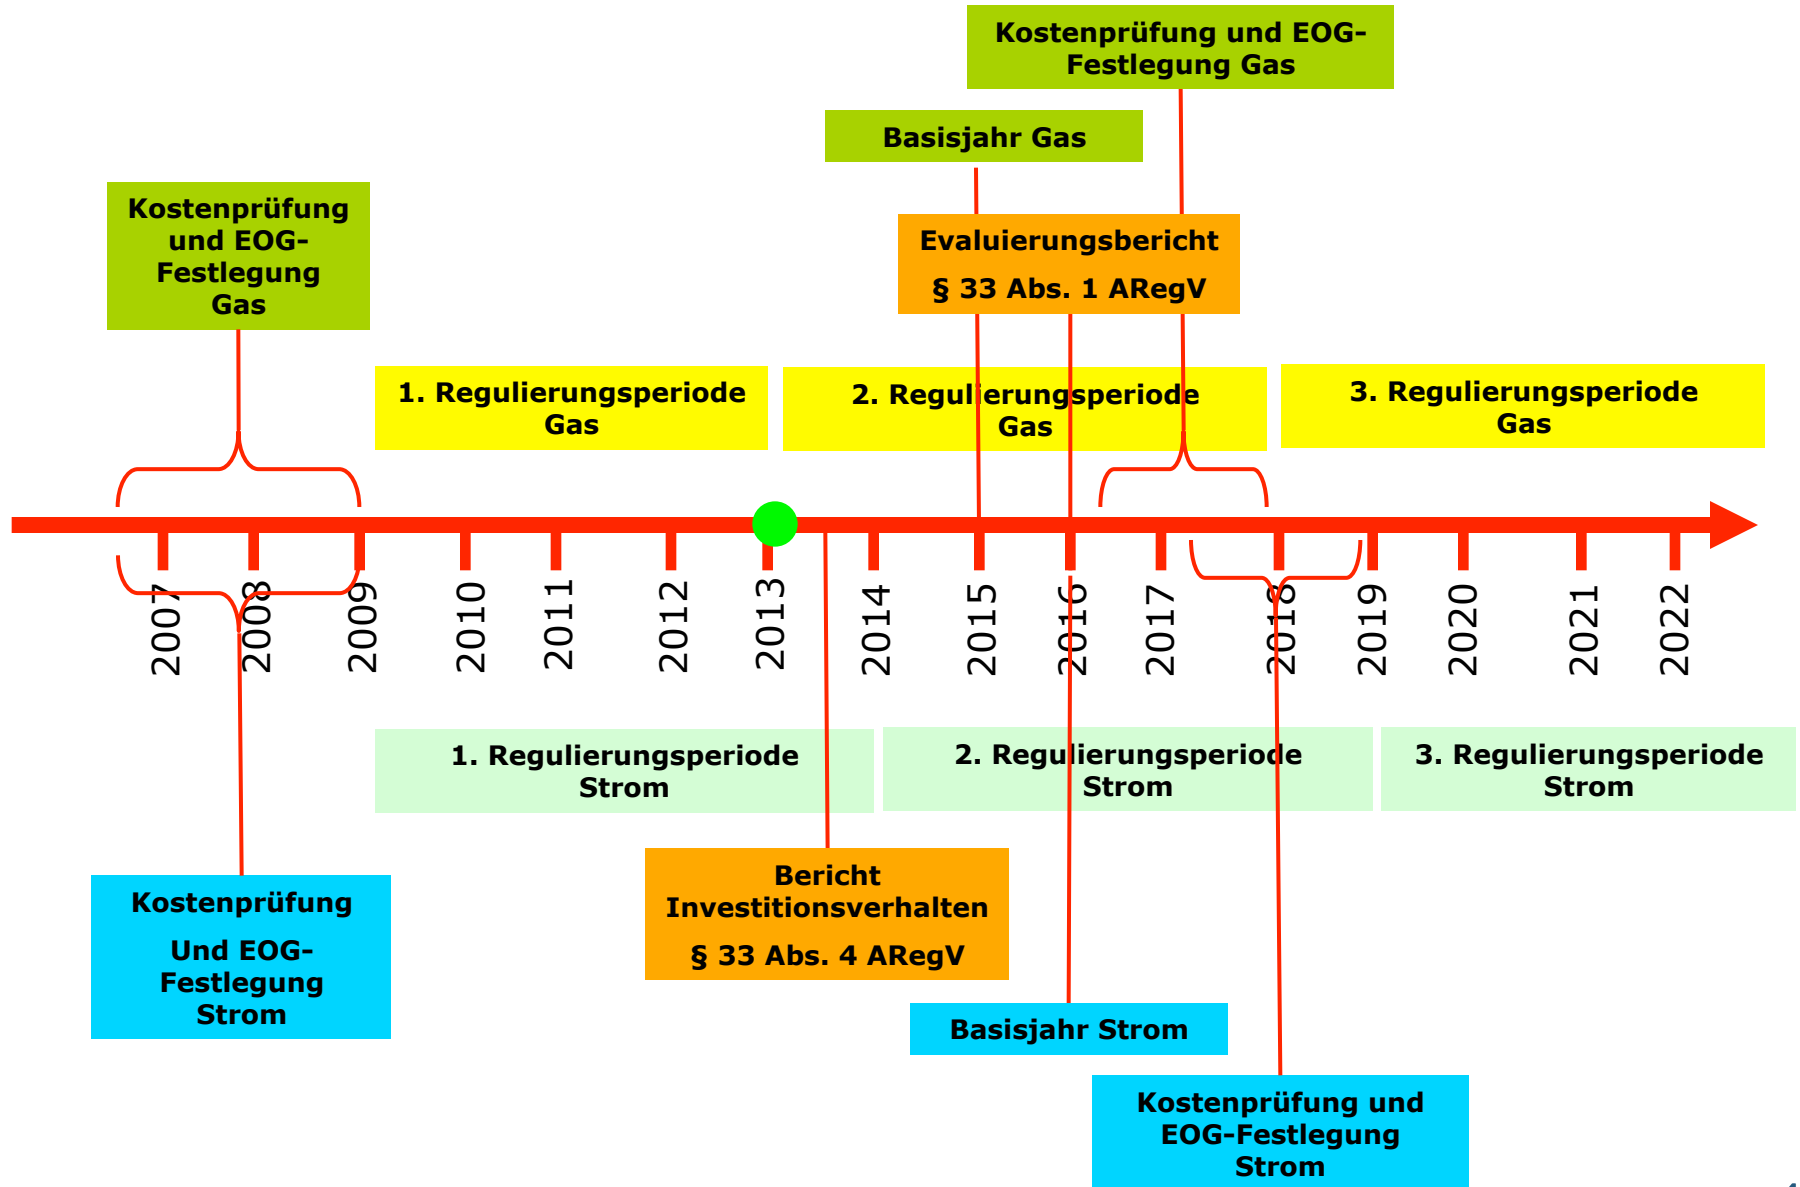 Kostenprüfung und EOG-
Festlegung Gas
Basisjahr Gas
Kostenprüfung
und EOG-
Festlegung
Gas
Evaluierungsbericht
§ 33 Abs. 1 ARegV
1. Regulierungsperiode
Gas
2. Regulierungsperiode
Gas
3. Regulierungsperiode
Gas
2007
2008
2009
2010
2011
2012
2013
2014
2015
2016
2017
2018
2019
2020
2021
2022
1. Regulierungsperiode
Strom
2. Regulierungsperiode
Strom
3. Regulierungsperiode
Strom
Bericht
Investitionsverhalten
§ 33 Abs. 4 ARegV
Kostenprüfung
Und EOG-
Festlegung
Strom
Basisjahr Strom
Kostenprüfung und
EOG-Festlegung
Strom